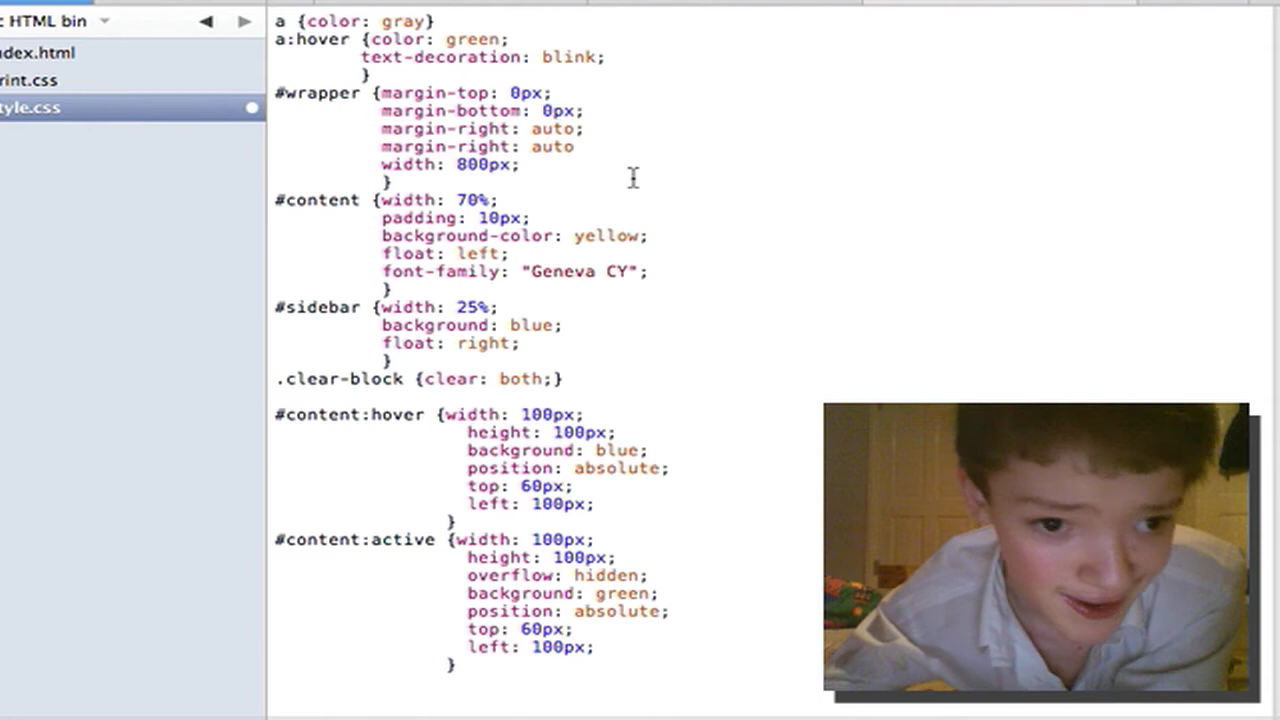 : HTML bin
ndex.html
rint.css
tyle.css
a {color: gray}
a:hover {color: green;
text-decoration: blink;
}
#wrapper {margin-top: 0px;
margin-bottom: 0px;
margin-right: auto;
margin-right: auto
width: 800px;
}
#content {width: 70%;
padding: 10px;
background-color: yellow;
float: left;
font-family: "Geneva CY";
}
#sidebar {width: 25%;
background: blue;
float: right;
}
.clear-block {clear: both;}
#content:hover {width: 100px;
height: 100px;
background: blue;
position: absolute;
top: 60px;
left: 100px;
}
#content:active {width: 100px;
height: 100px;
overflow: hidden;
background: green;
position: absolute;
top: 60px;
left: 100px;
}